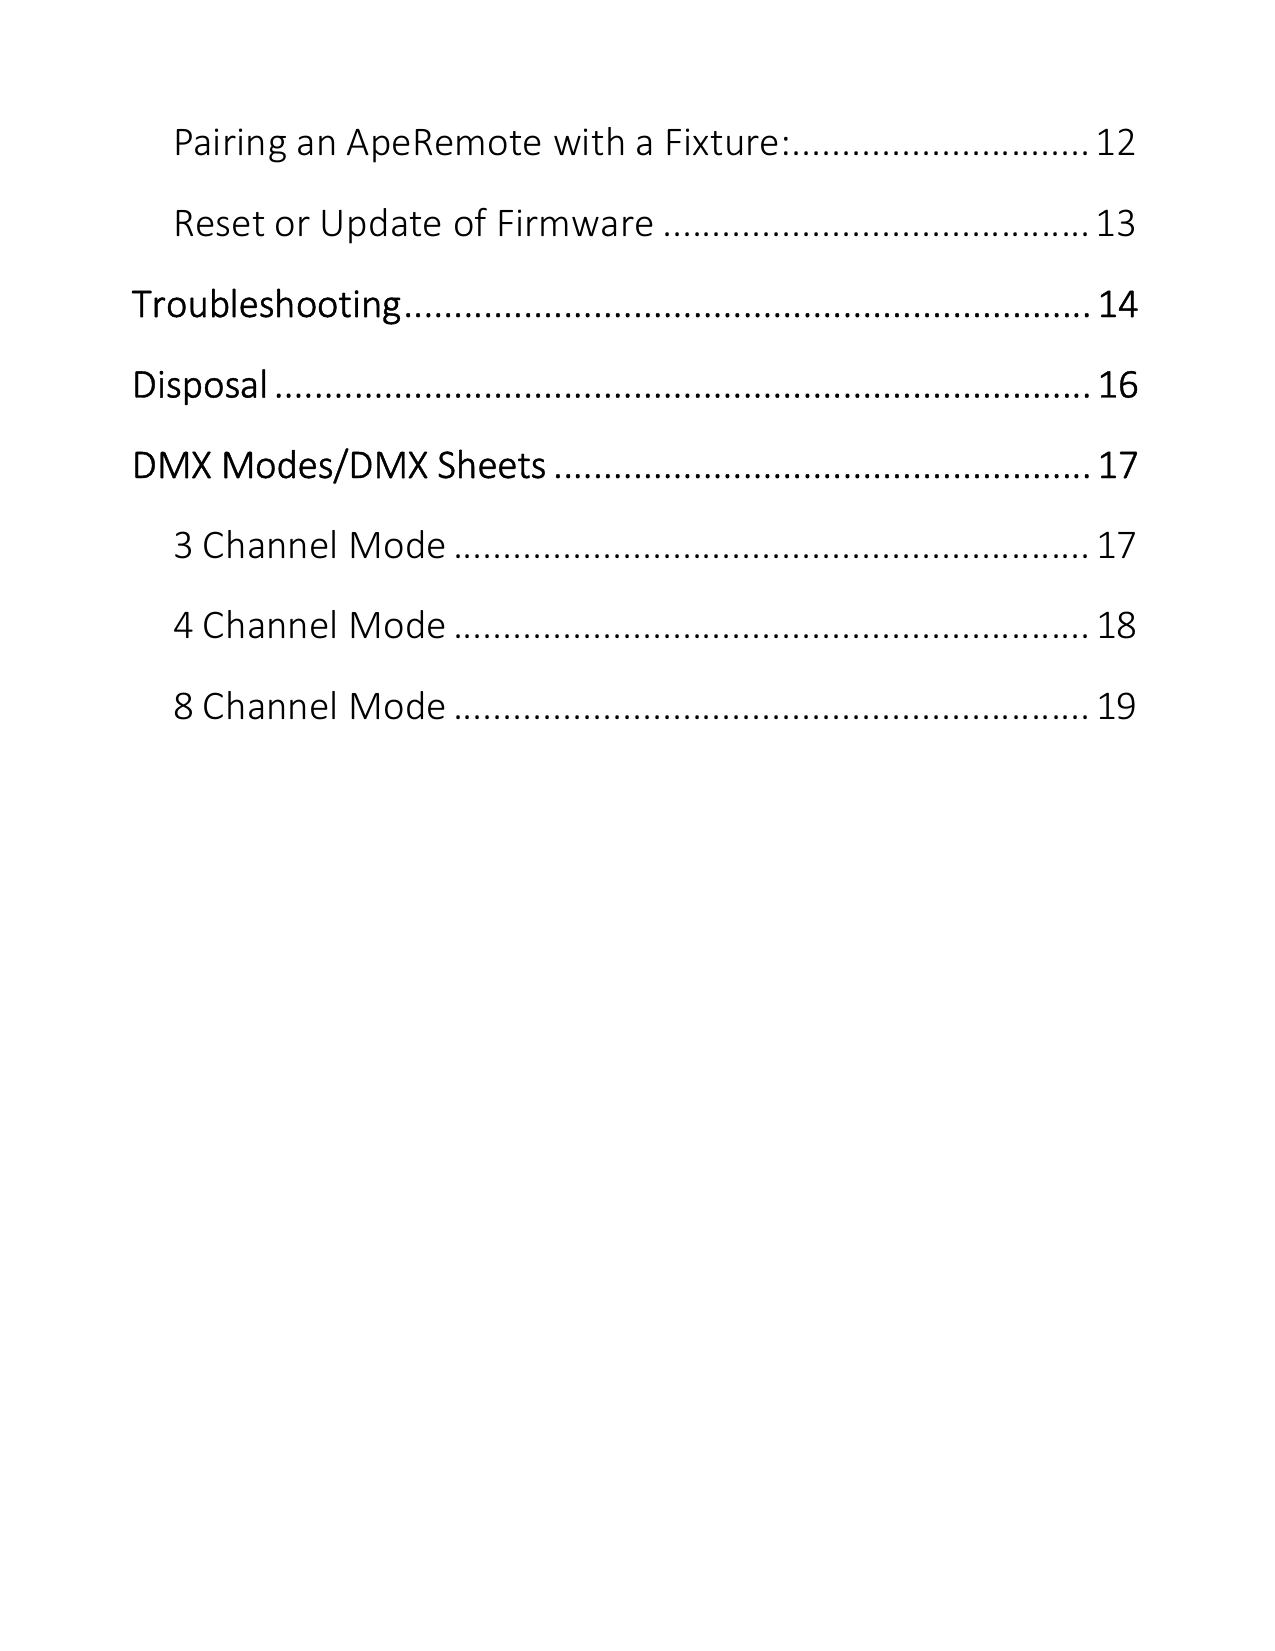 Pairing an ApeRemote with a Fixture:.............................. 12
Reset or Update of Firmware ........................................... 13
Troubleshooting..................................................................... 14
Disposal .................................................................................. 16
DMX Modes/DMX Sheets ...................................................... 17
3 Channel Mode ................................................................ 17
4 Channel Mode ................................................................ 18
8 Channel Mode ................................................................ 19